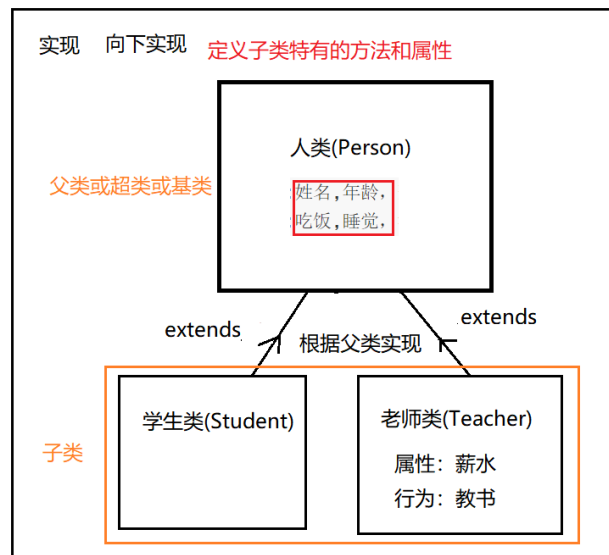 实现 向下实现 定义子类特有的方法和属性
人类(Person)
父类或超类或基类
姓名,年龄,
吃饭,睡觉,
extends
extends
根据父类实现
学生类(Student)
老师类(Teacher)
子类
属性：薪水
行为：教书